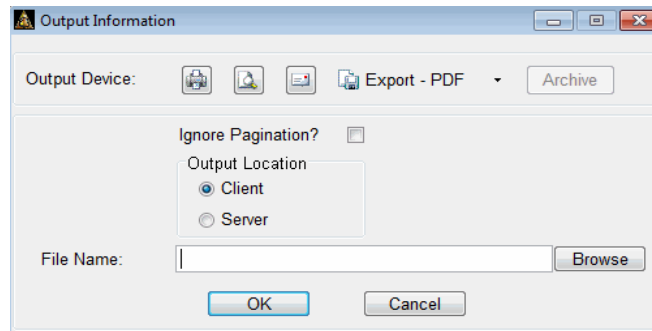 Output Information
Output Device:
Export - PDF
Archive
Ignore Pagination?
Output Location
Client
Server
File Name:
Browse
OK
Cancel